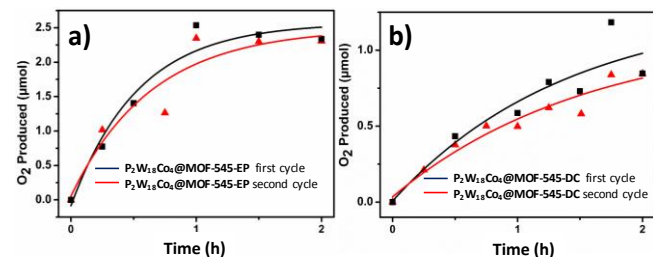 a)
O₂ Produced (μmol)
2.5
2.0
1.5
1.0
0.5
0.0
P₂W₁₈Co₄@MOF-545-EP first cycle
P₂W₁₈Co₄@MOF-545-EP second cycle
0
1
2
Time (h)
b)
O₂ Produced (μmol)
1.0
0.5
0.0
P₂W₁₈Co₄@MOF-545-DC first cycle
P₂W₁₈Co₄@MOF-545-DC second cycle
0
1
2
Time (h)